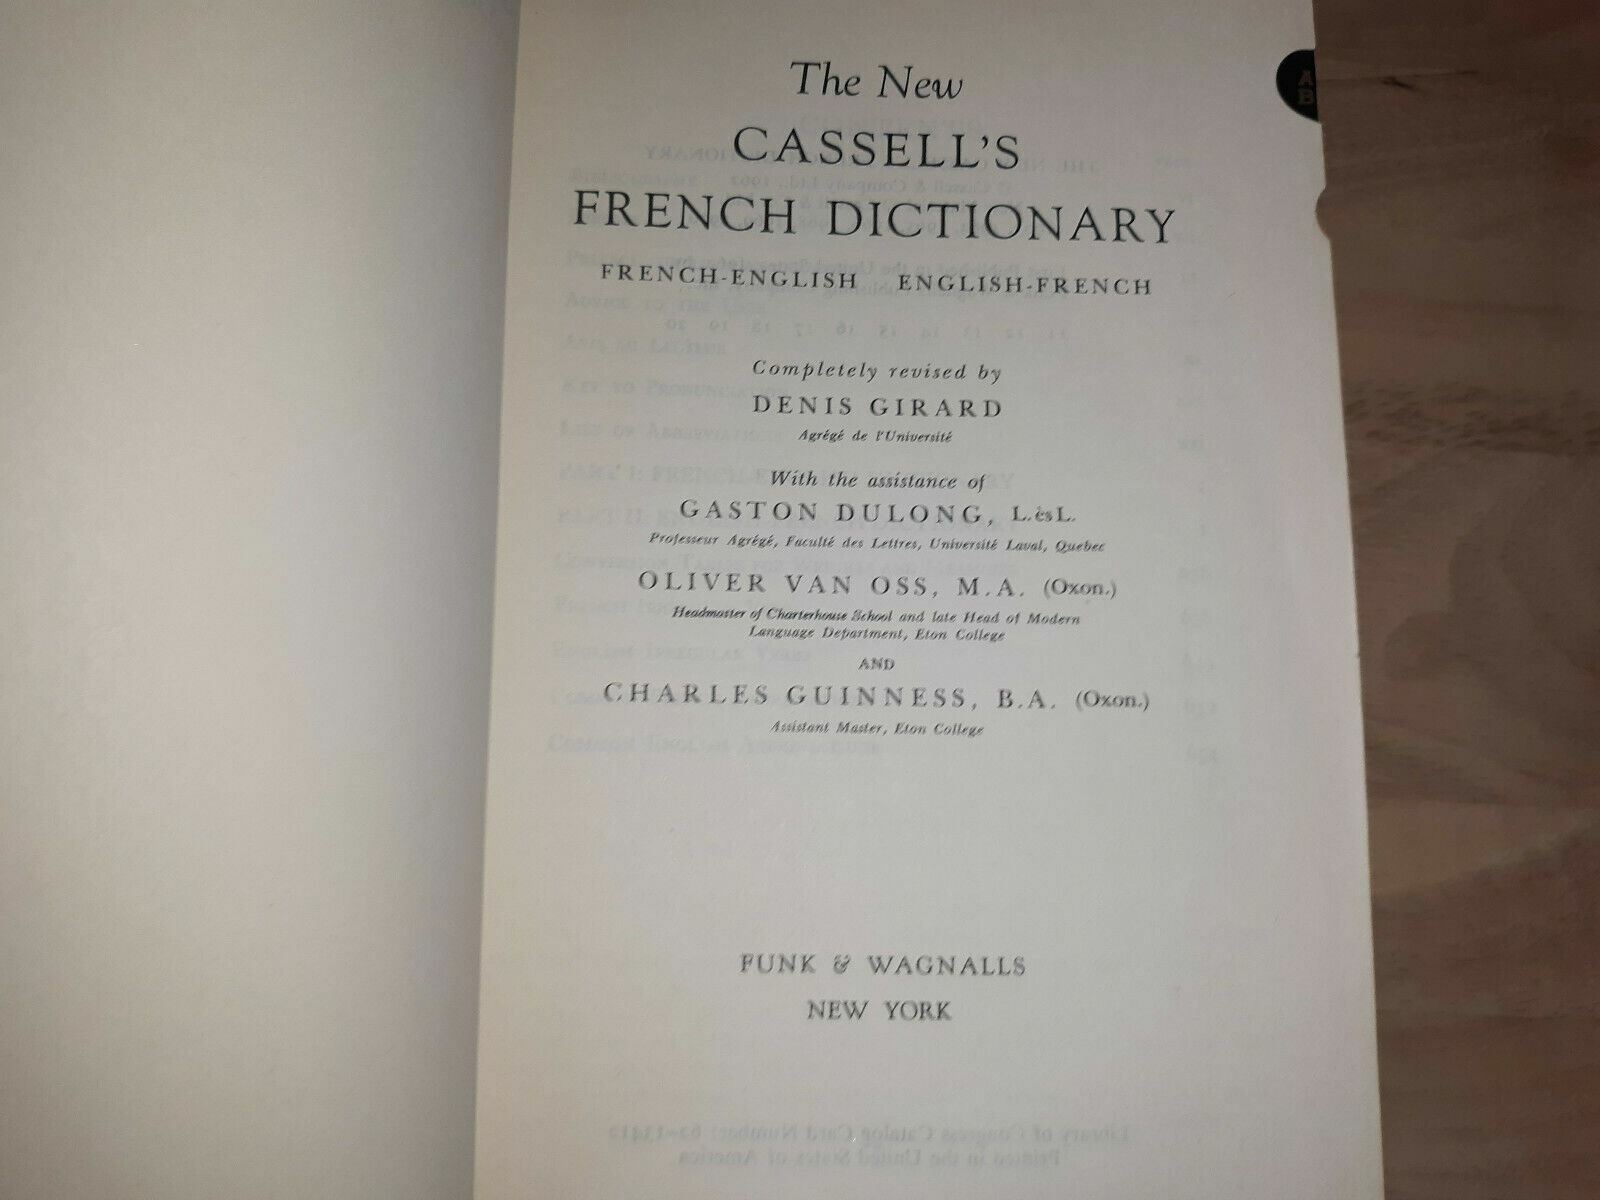 The New
CASSELL'S
FRENCH DICTIONARY
FRENCH-ENGLISH ENGLISH-FRENCH
Completely revised by
DENIS GIRARD
Agrégé de l'Université
With the assistance of
GASTON DULONG, L.ès L.
Professeur Agrégé, Faculté des Lettres, Université Laval, Quebec
OLIVER VAN OSS, M.A. (Oxon.)
Headmaster of Charterhouse School and late Head of Modern
Language Department, Eton College
AND
CHARLES GUINNESS, B.A. (Oxon.)
Assistant Master, Eton College
FUNK & WAGNALLS
NEW YORK
A
B